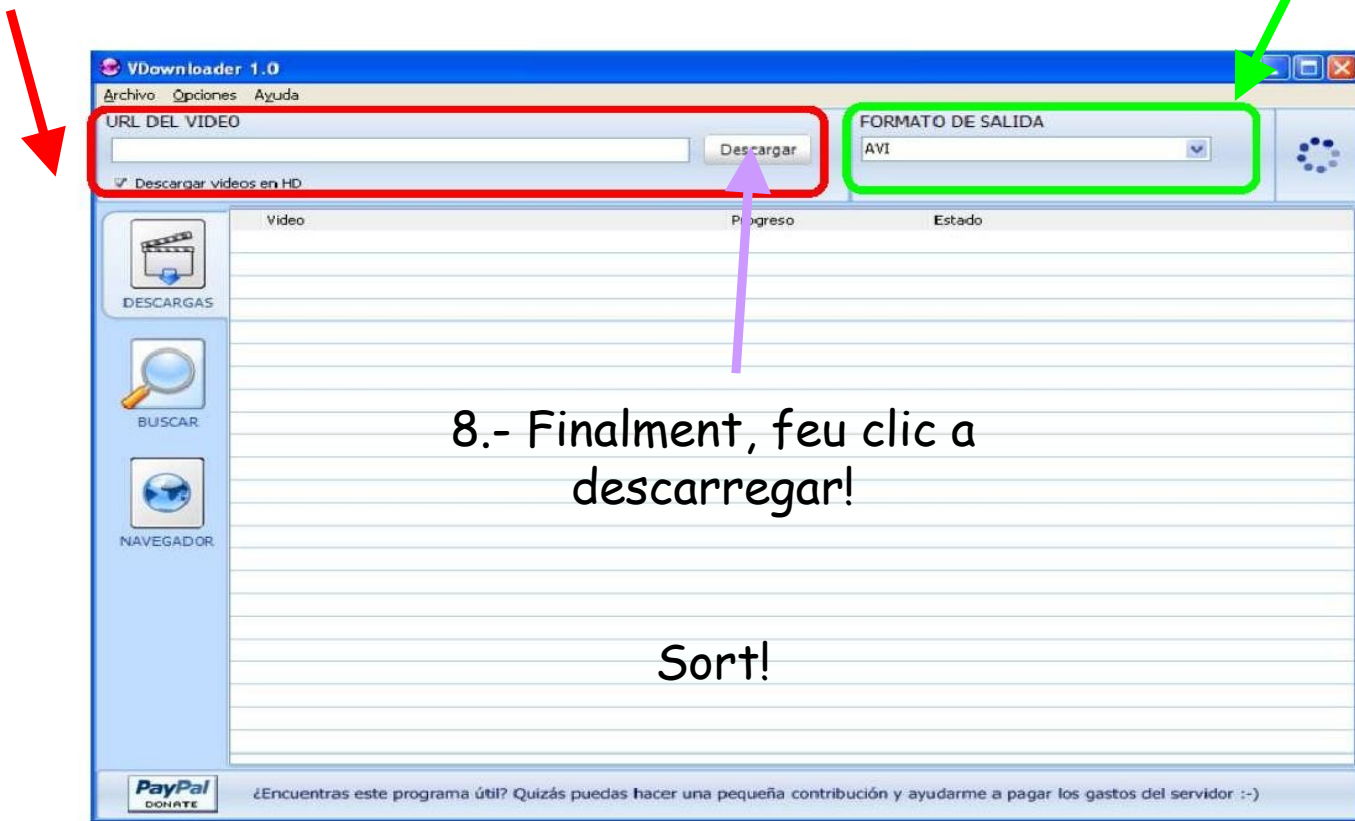 VDownloader 1.0
Archivo Opciones Ayuda
URL DEL VIDEO
Descargar
Descargar videos en HD
FORMATO DE SALIDA
AVI
Video Progreso Estado
DESCARGAS
BUSCAR
NAVEGADOR
8.- Finalment, feu clic a
descarregar!
Sort!
PayPal
DONATE
¿Encuentras este programa útil? Quizás puedas hacer una pequeña contribución y ayudarme a pagar los gastos del servidor :-)